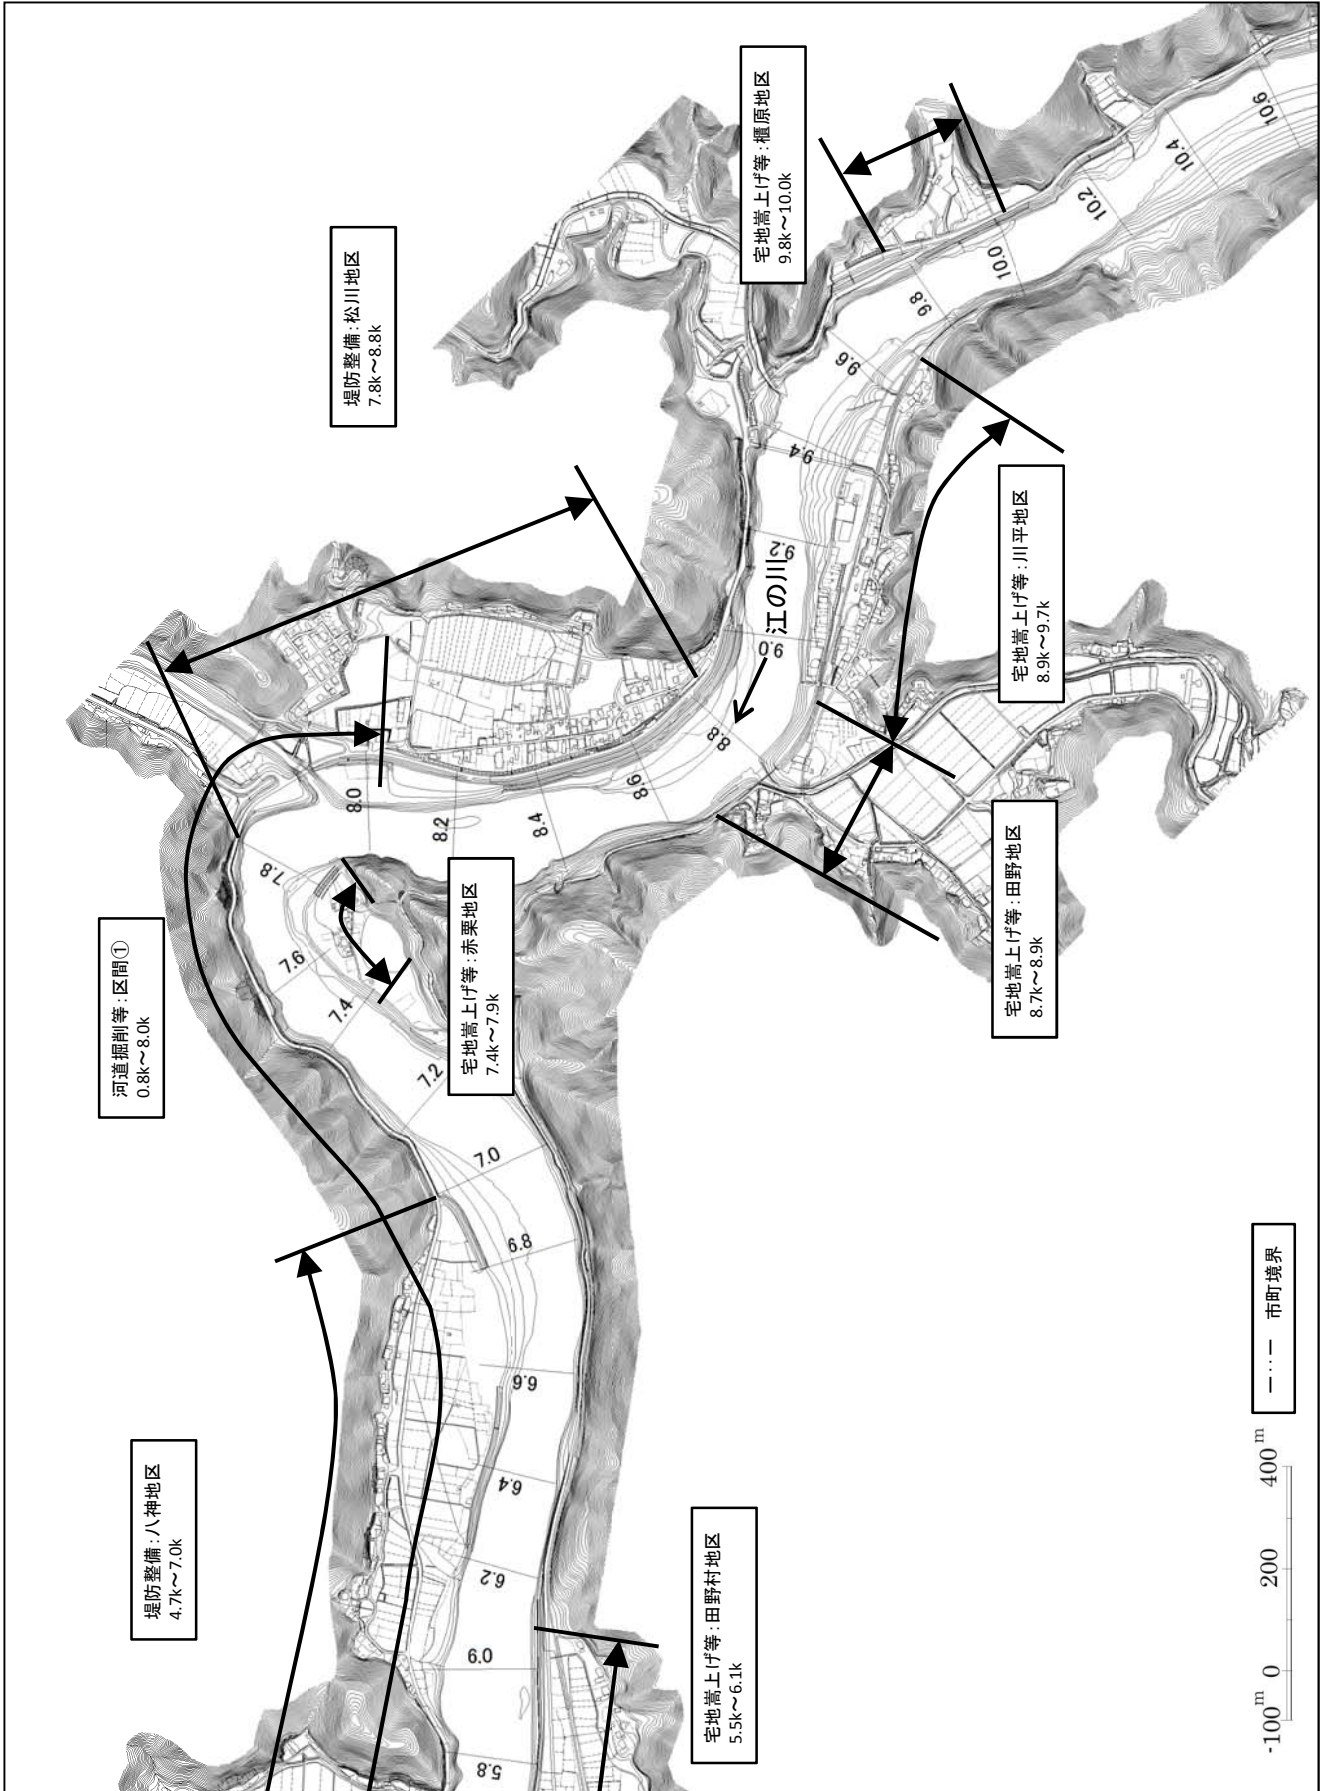 堤防整備：八神地区
4.7k～7.0k
河道掘削等：区間①
0.8k～8.0k
堤防整備：松川地区
7.8k～8.8k
宅地嵩上げ等：櫃原地区
9.8k～10.0k
宅地嵩上げ等：赤栗地区
7.4k～7.9k
宅地嵩上げ等：田野村地区
5.5k～6.1k
宅地嵩上げ等：田野地区
8.7k～8.9k
宅地嵩上げ等：川平地区
8.9k～9.7k
江の川
5.8
6.0
6.2
6.4
6.6
6.8
7.0
7.2
7.4
7.6
7.8
8.0
8.2
8.4
8.6
8.8
9.0
9.2
9.4
9.6
9.8
10.0
10.2
10.4
10.6
市町境界
-100m 0 200 400m